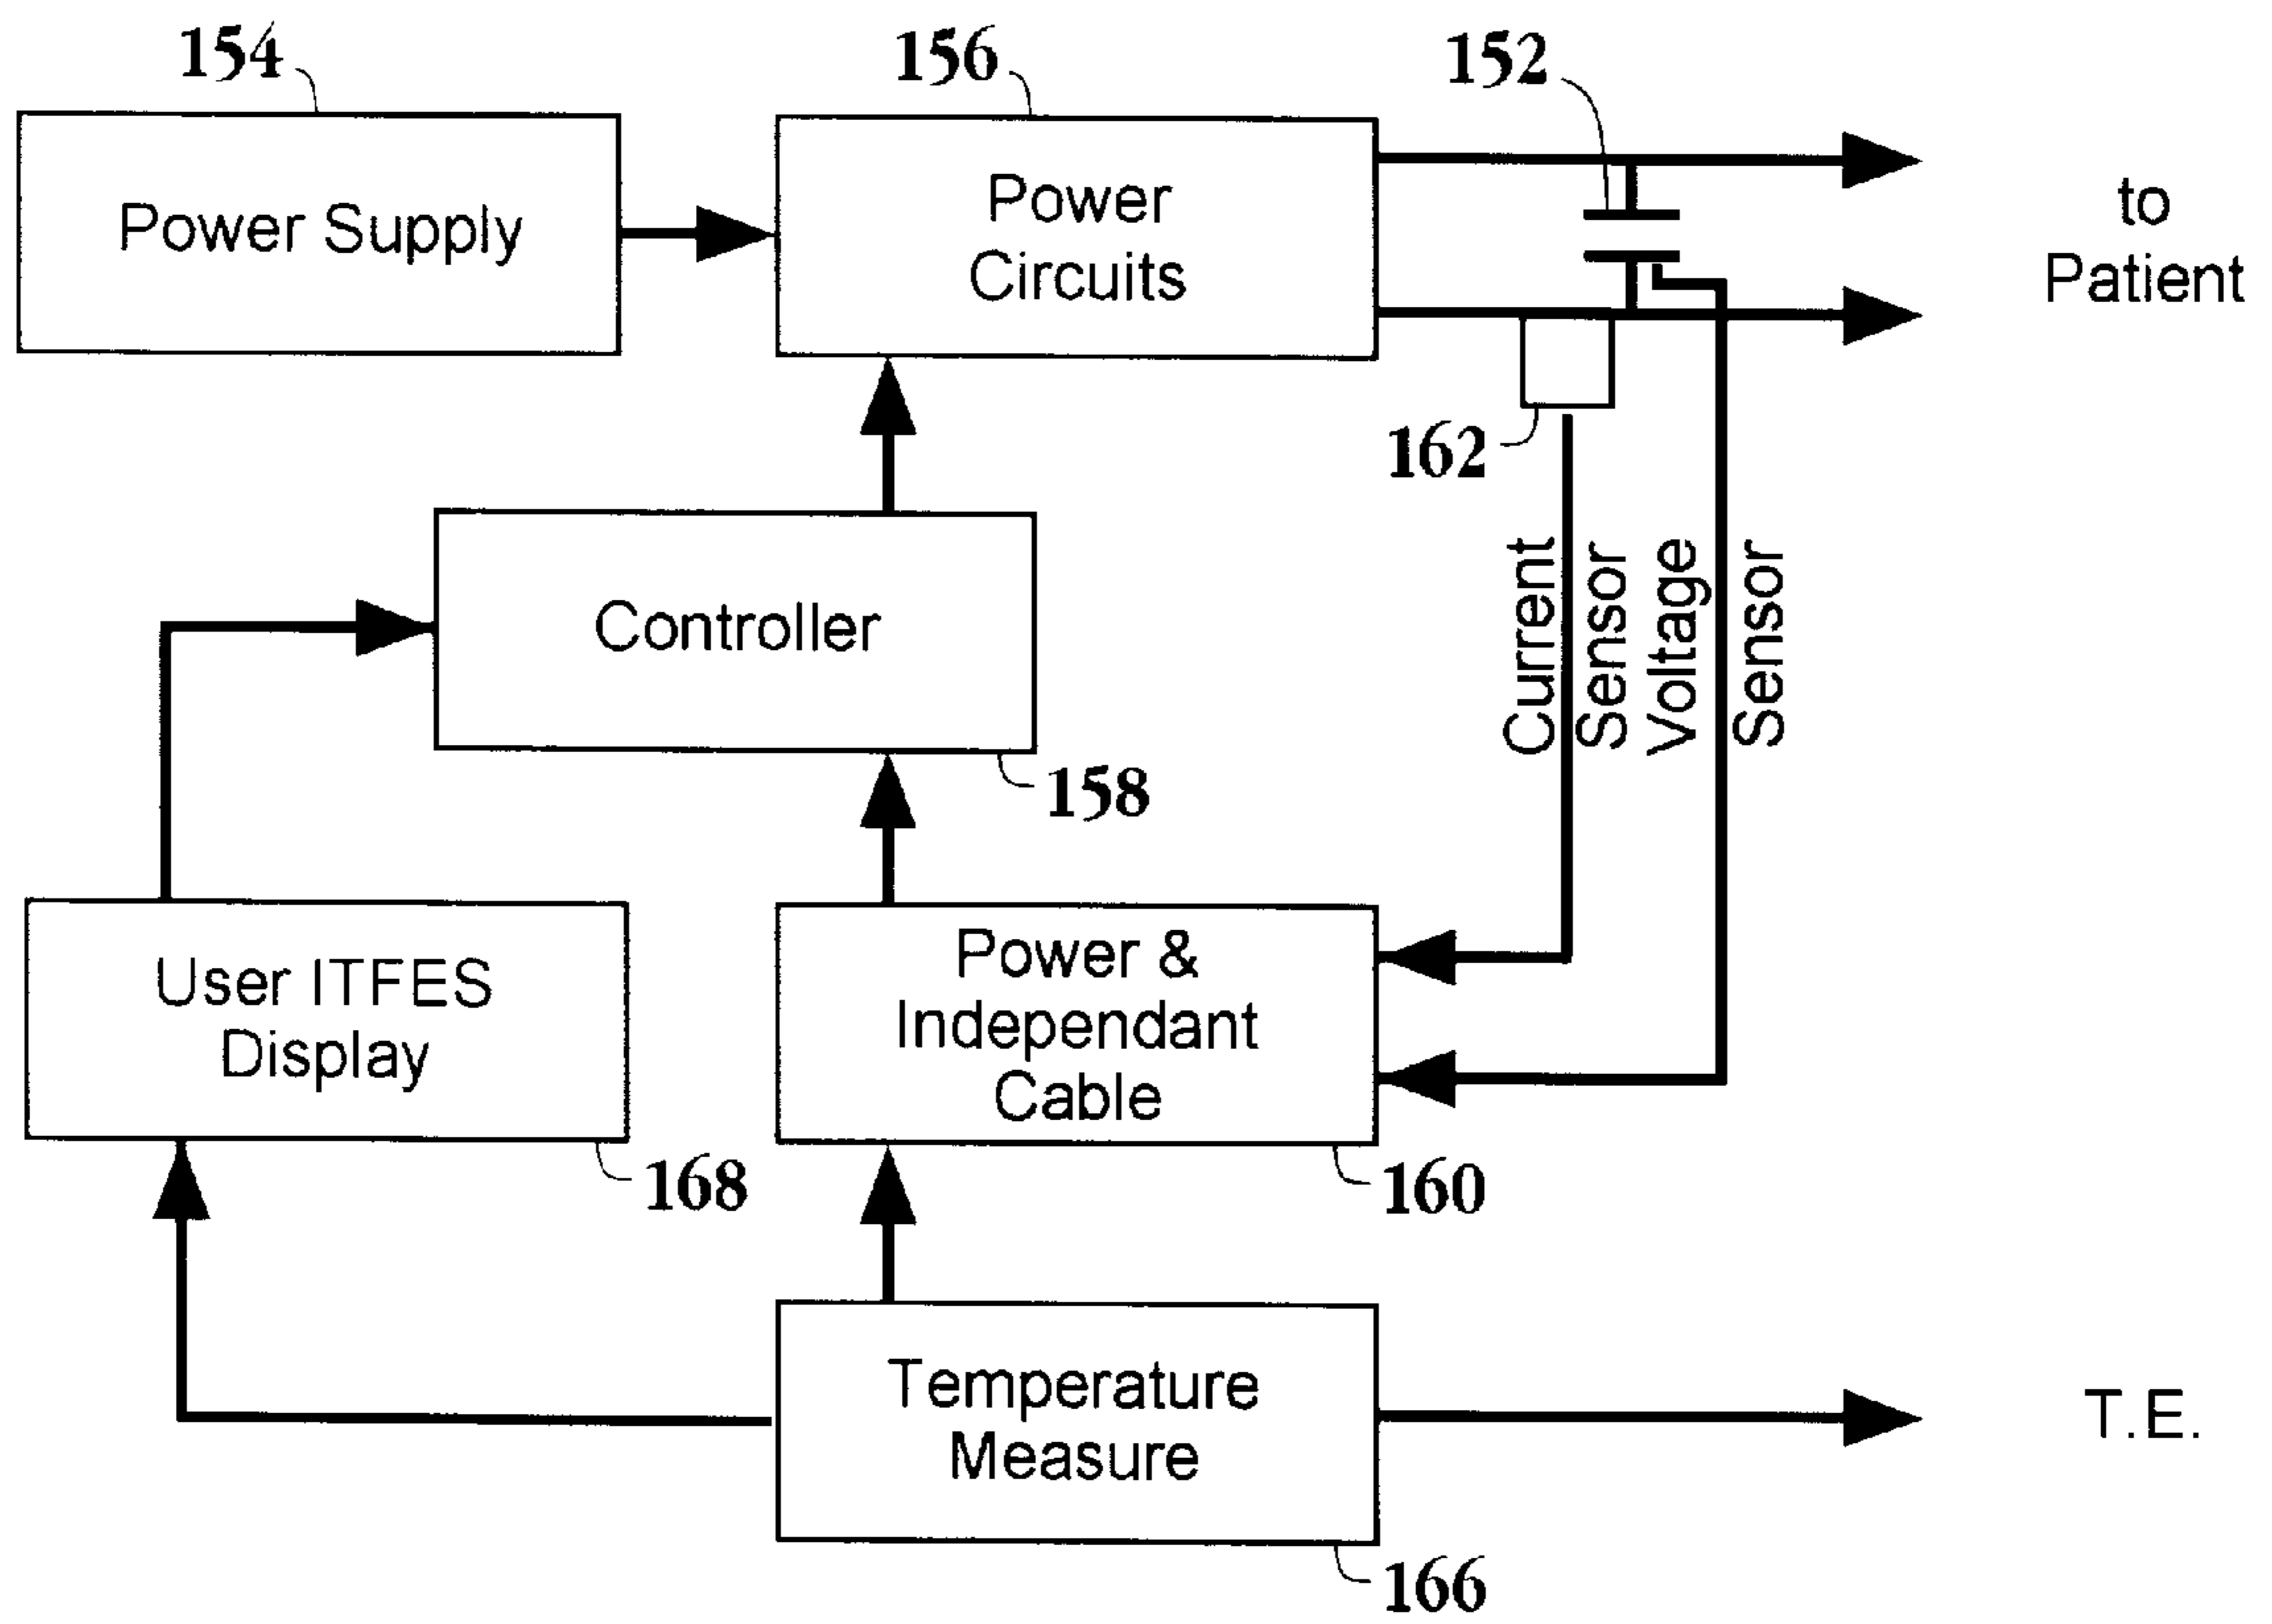 154
156
152
Power Supply
Power
Circuits
to
Patient
162
Controller
Current
Sensor
Voltage
Sensor
158
User ITFES
Display
Power &
Independant
Cable
168
160
Temperature
Measure
T.E.
166